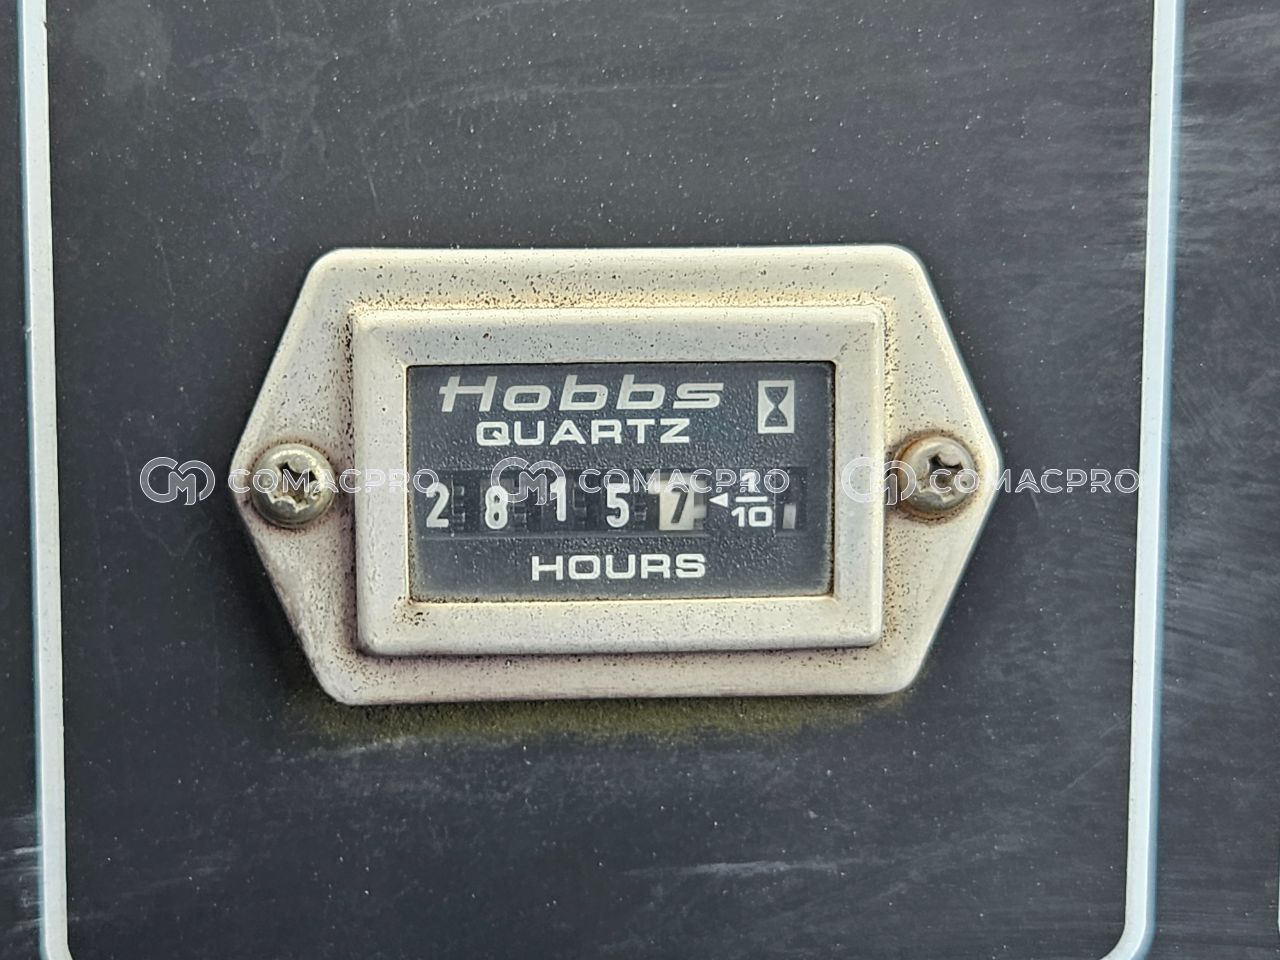 Hobbs
QUARTZ
COMACPRO COMACPRO COMACPRO
2 8 1 5 7 1/10
HOURS